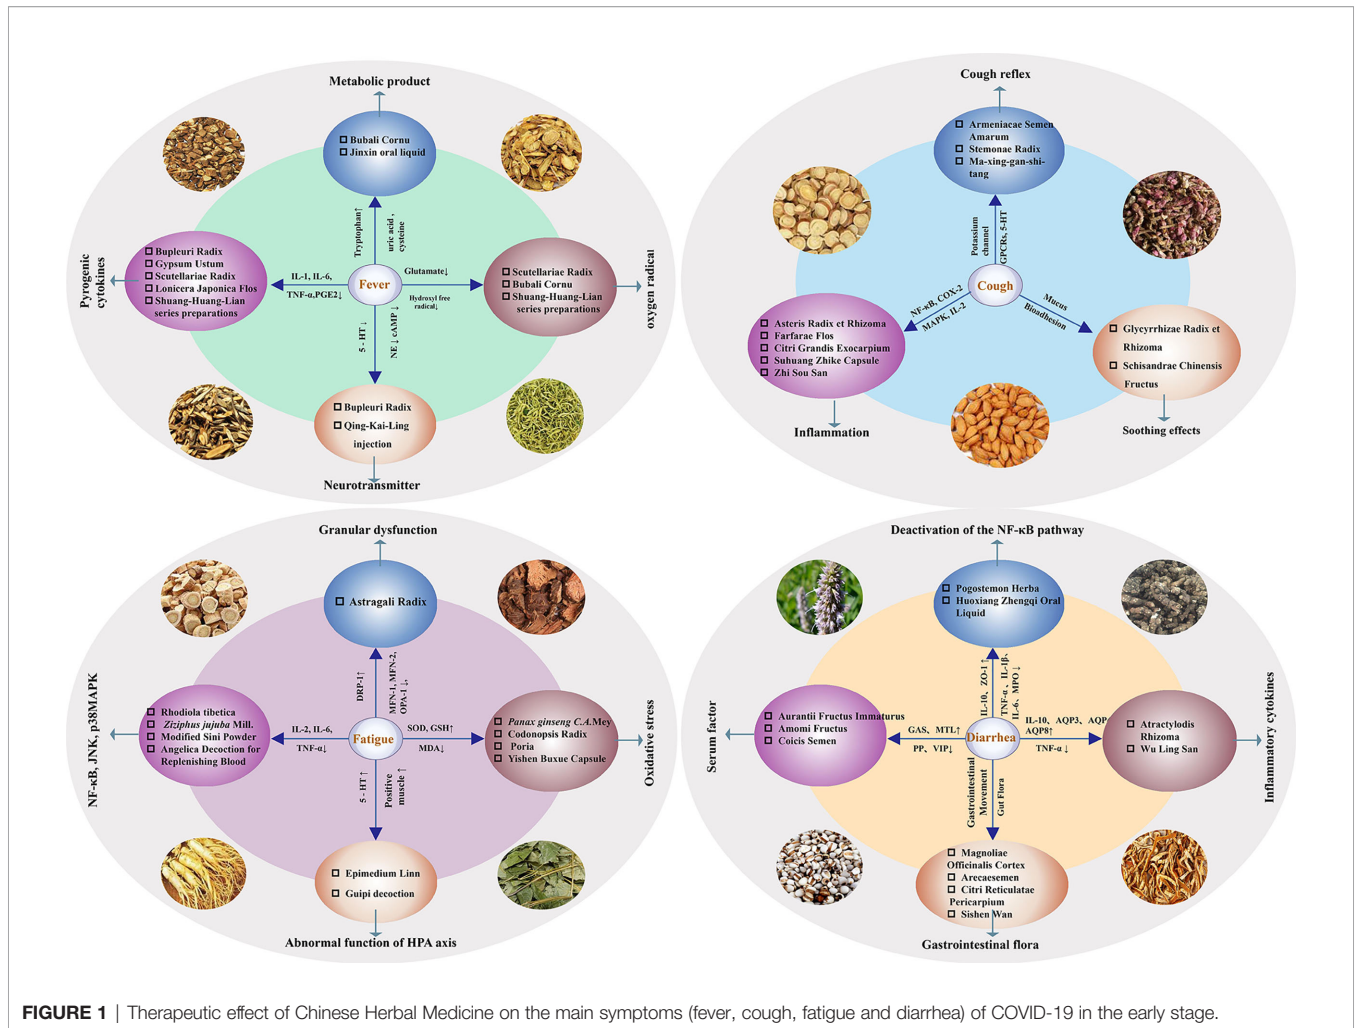 Metabolic product
Bubali Cornu
Jinxin oral liquid
Tryptophan↑
uric acid ,
cysteine
Pyrogenic
cytokines
Bupleuri Radix
Gypsum Ustum
Scutellariae Radix
Lonicera Japonica Flos
Shuang-Huang-Lian
series preparations
IL-1, IL-6,
TNF-α,PGE2↓
Fever
Glutamate↓
Hydroxyl free
radical↓
Scutellariae Radix
Bubali Cornu
Shuang-Huang-Lian
series preparations
oxygen radical
5 - HT ↓
NE ↓ cAMP ↓
Bupleuri Radix
Qing-Kai-Ling
injection
Neurotransmitter
Cough reflex
Armeniacae Semen
Amarum
Stemonae Radix
Ma-xing-gan-shi-
tang
Potassium
channel
GPCRs, 5-HT
Cough
NF-κB, COX-2
MAPK, IL-2
Mucus
Bioadhesion
Asteris Radix et Rhizoma
Farfarae Flos
Citri Grandis Exocarpium
Suhuang Zhike Capsule
Zhi Sou San
Inflammation
Glycyrrhizae Radix et
Rhizoma
Schisandrae Chinensis
Fructus
Soothing effects
Granular dysfunction
Astragali Radix
DRP-1↑
MFN-1, MFN-2,
OPA-1 ↓,
NF-κB, JNK, p38MAPK
Rhodiola tibetica
Ziziphus jujuba Mill.
Modified Sini Powder
Angelica Decoction for
Replenishing Blood
IL-2, IL-6,
TNF-α↓
Fatigue
SOD, GSH↑
MDA↓
Panax ginseng C.A.Mey
Codonopsis Radix
Poria
Yishen Buxue Capsule
Oxidative stress
5 - HT ↑
Positive
muscle ↑
Epimedium Linn
Guipi decoction
Abnormal function of HPA axis
Deactivation of the NF-κB pathway
Pogostemon Herba
Huoxiang Zhengqi Oral
Liquid
IL-10、ZO-1 ↑
TNF-α 、IL-1β、
IL-6、MPO ↓
Serum factor
Aurantii Fructus Immaturus
Amomi Fructus
Coicis Semen
GAS、MTL↑
PP、VIP↓
Diarrhea
IL-10、AQP3、AQP
AQP8↑
TNF-α ↓
Atractylodis
Rhizoma
Wu Ling San
Inflammatory cytokines
Gastrointestinal
Movement
Gut Flora
Magnoliae
Officinalis Cortex
Arecaesemen
Citri Reticulatae
Pericarpium
Sishen Wan
Gastrointestinal flora
FIGURE 1 | Therapeutic effect of Chinese Herbal Medicine on the main symptoms (fever, cough, fatigue and diarrhea) of COVID-19 in the early stage.